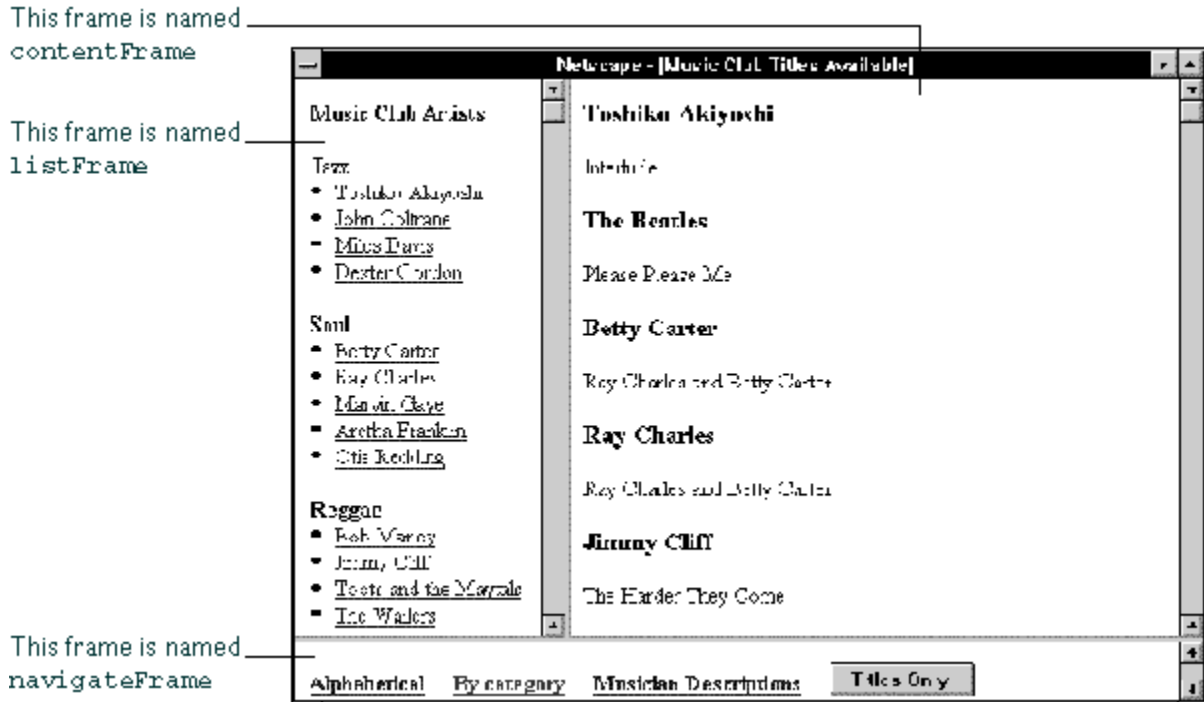 This frame is named
contentFrame
Netscape - [Music Club Titles Available]
This frame is named
listFrame
Music Club Artists
Jazz
Toshiko Akiyoshi
John Coltrane
Miles Davis
Dexter Gordon
Soul
Betty Carter
Ray Charles
Marvin Gaye
Aretha Franklin
Otis Redding
Reggae
Bob Marley
Jimmy Cliff
Toots and the Maytals
The Wailers
Toshiko Akiyoshi
Interlude
The Beatles
Please Please Me
Betty Carter
Ray Charles and Betty Carter
Ray Charles
Ray Charles and Betty Carter
Jimmy Cliff
The Harder They Come
This frame is named
navigateFrame
Alphabetical By category Musician Descriptions Titles Only